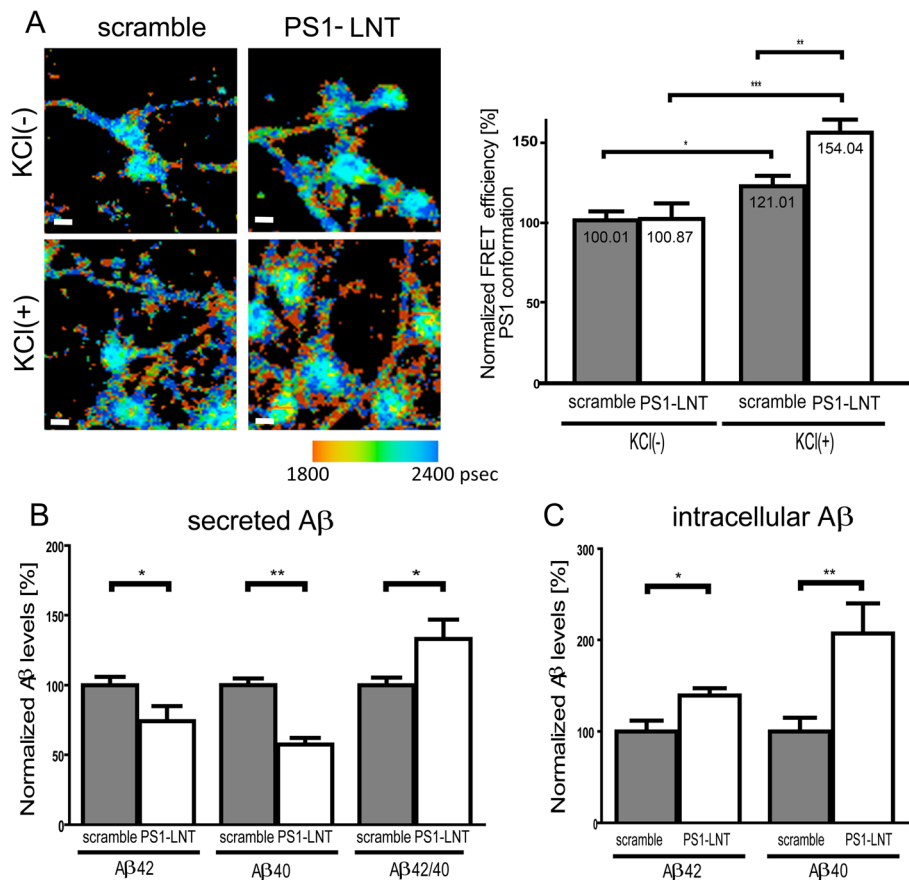 A
scramble
PS1- LNT
KCl(-)
KCl(+)
1800
2400 psec
Normalized FRET efficiency [%]
PS1 conformation
150
100
50
0
**
***
*
100.01
100.87
121.01
154.04
scramble PS1-LNT
scramble PS1-LNT
KCl(-)
KCl(+)
B
secreted Aβ
Normalized Aβ levels [%]
200
150
100
50
0
*
**
*
scramble PS1-LNT
scramble PS1-LNT
scramble PS1-LNT
Aβ42
Aβ40
Aβ42/40
C
intracellular Aβ
Normalized Aβ levels [%]
300
200
100
0
*
**
scramble
PS1-LNT
scramble
PS1-LNT
Aβ42
Aβ40